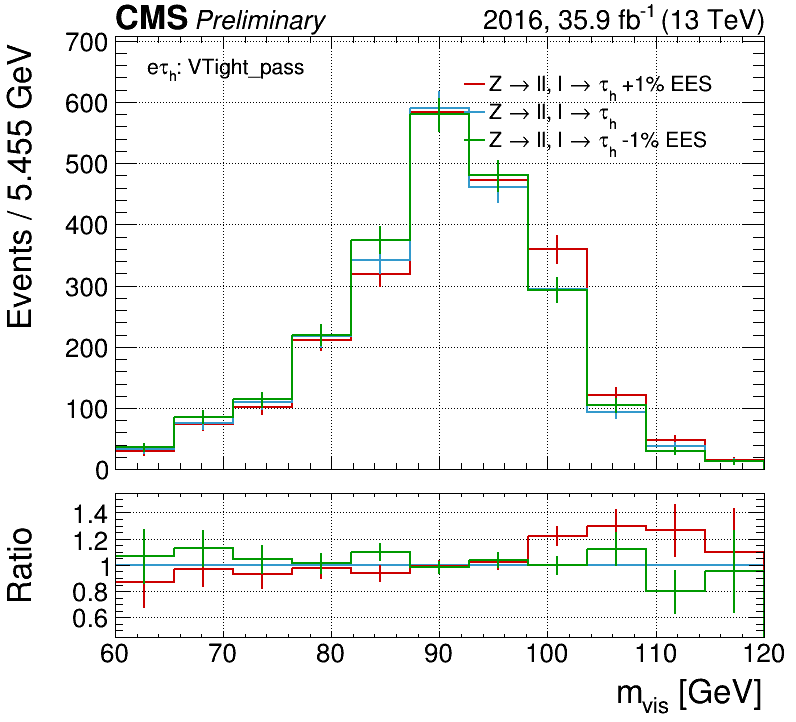 CMS Preliminary 2016, 35.9 fb⁻¹ (13 TeV)
eτₕ: VTight_pass
Z → ll, l → τₕ +1% EES
Z → ll, l → τₕ
Z → ll, l → τₕ -1% EES
Events / 5.455 GeV
700
600
500
400
300
200
100
0
Ratio
1.4
1.2
1
0.8
0.6
60 70 80 90 100 110 120
m_vis [GeV]